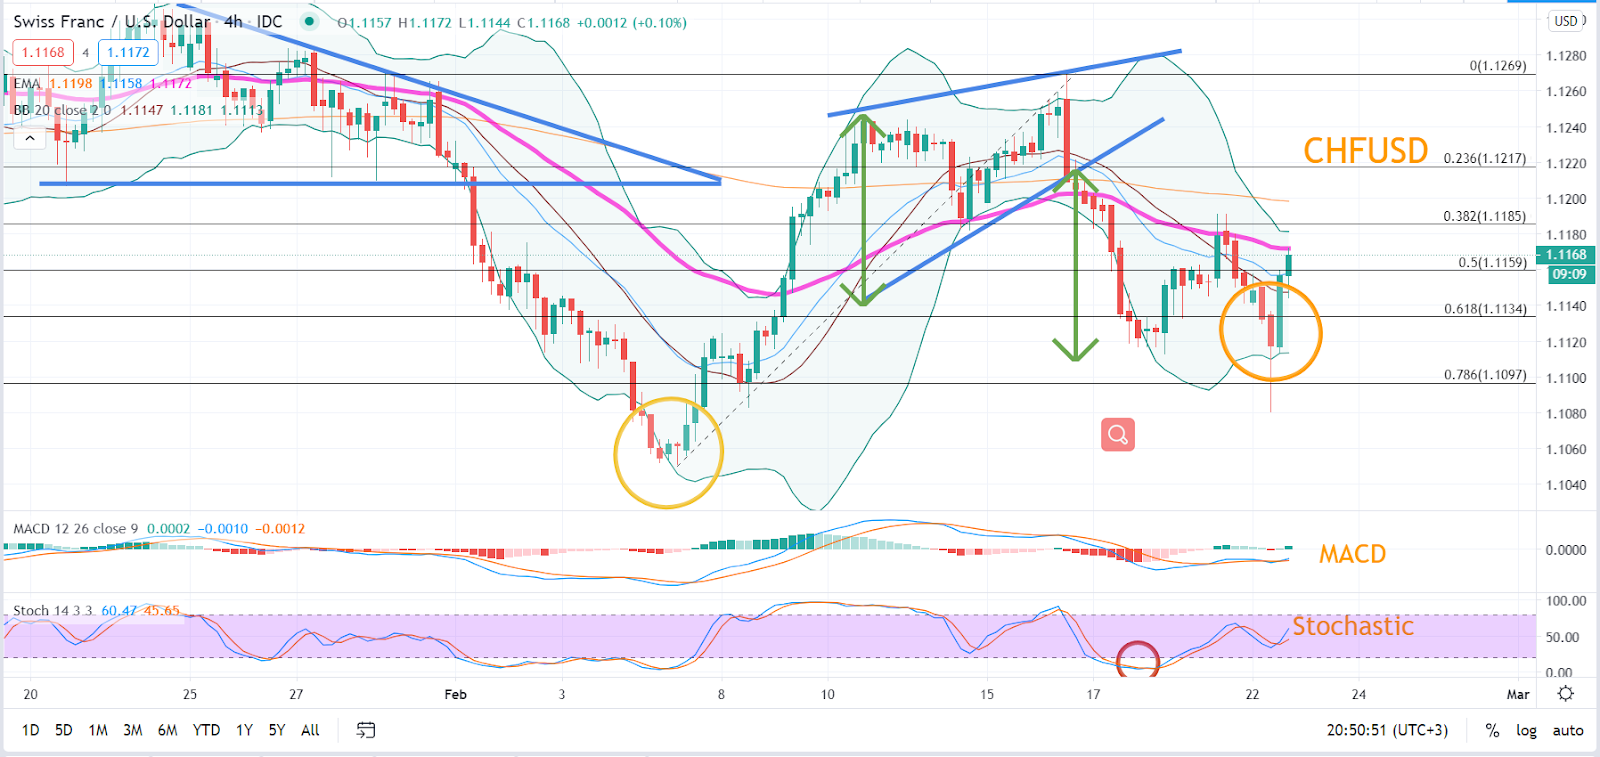 Swiss Franc / U.S. Dollar · 4h · IDC O1.1157 H1.1172 L1.1144 C1.1168 +0.0012 (+0.10%)
USD
1.1168 4 1.1172
EMA 1.1198 1.1158 1.1172
BB 20 close 2 0 1.1147 1.1181 1.1113
CHFUSD
0(1.1269)
0.236(1.1217)
0.382(1.1185)
0.5(1.1159)
0.618(1.1134)
0.786(1.1097)
1.1280
1.1260
1.1240
1.1220
1.1200
1.1180
1.1168
09:09
1.1140
1.1120
1.1100
1.1080
1.1060
1.1040
MACD 12 26 close 9 0.0002 −0.0010 −0.0012
MACD
0.0000
Stoch 14 3 3 60.47 45.65
Stochastic
100.00
50.00
0.00
20 25 27 Feb 3 8 10 15 17 22 24 Mar
1D 5D 1M 3M 6M YTD 1Y 5Y All 20:50:51 (UTC+3) % log auto